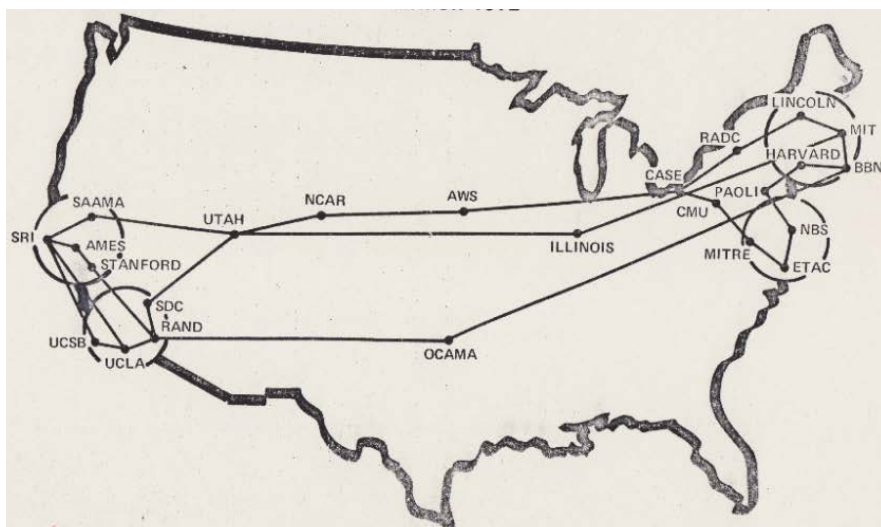 LINCOLN
MIT
RADC
HARVARD
BBN
CASE
PAOLI
NCAR
AWS
CMU
SAAMA
UTAH
NBS
SRI
AMES
ILLINOIS
MITRE
STANFORD
ETAC
SDC
RAND
UCSB
UCLA
OCAMA